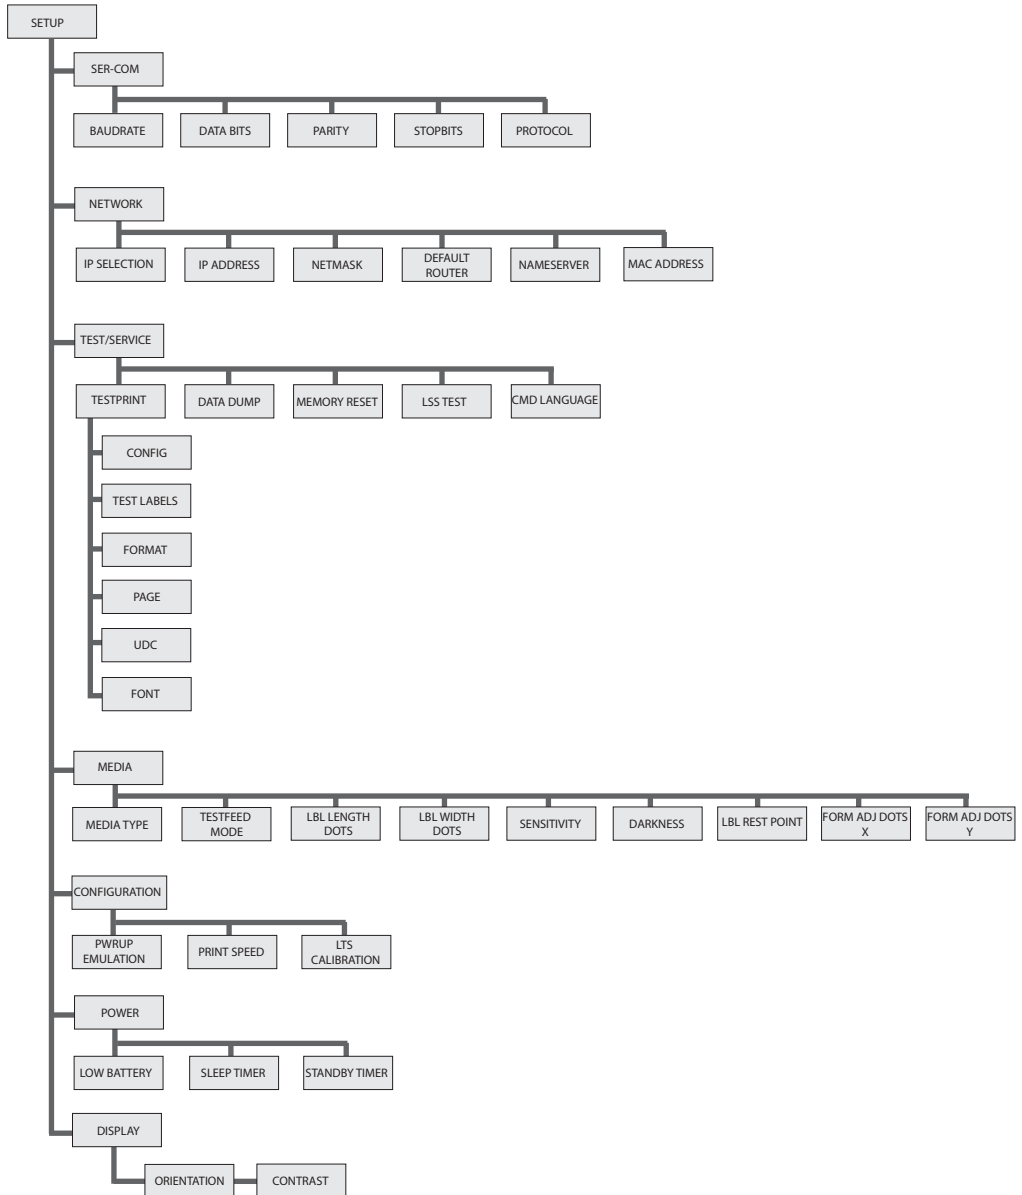 SETUP
SER-COM
BAUDRATE
DATA BITS
PARITY
STOPBITS
PROTOCOL
NETWORK
IP SELECTION
IP ADDRESS
NETMASK
DEFAULT
ROUTER
NAMESERVER
MAC ADDRESS
TEST/SERVICE
TESTPRINT
DATA DUMP
MEMORY RESET
LSS TEST
CMD LANGUAGE
CONFIG
TEST LABELS
FORMAT
PAGE
UDC
FONT
MEDIA
MEDIA TYPE
TESTFEED
MODE
LBL LENGTH
DOTS
LBL WIDTH
DOTS
SENSITIVITY
DARKNESS
LBL REST POINT
FORM ADJ DOTS
X
FORM ADJ DOTS
Y
CONFIGURATION
PWRUP
EMULATION
PRINT SPEED
LTS
CALIBRATION
POWER
LOW BATTERY
SLEEP TIMER
STANDBY TIMER
DISPLAY
ORIENTATION
CONTRAST